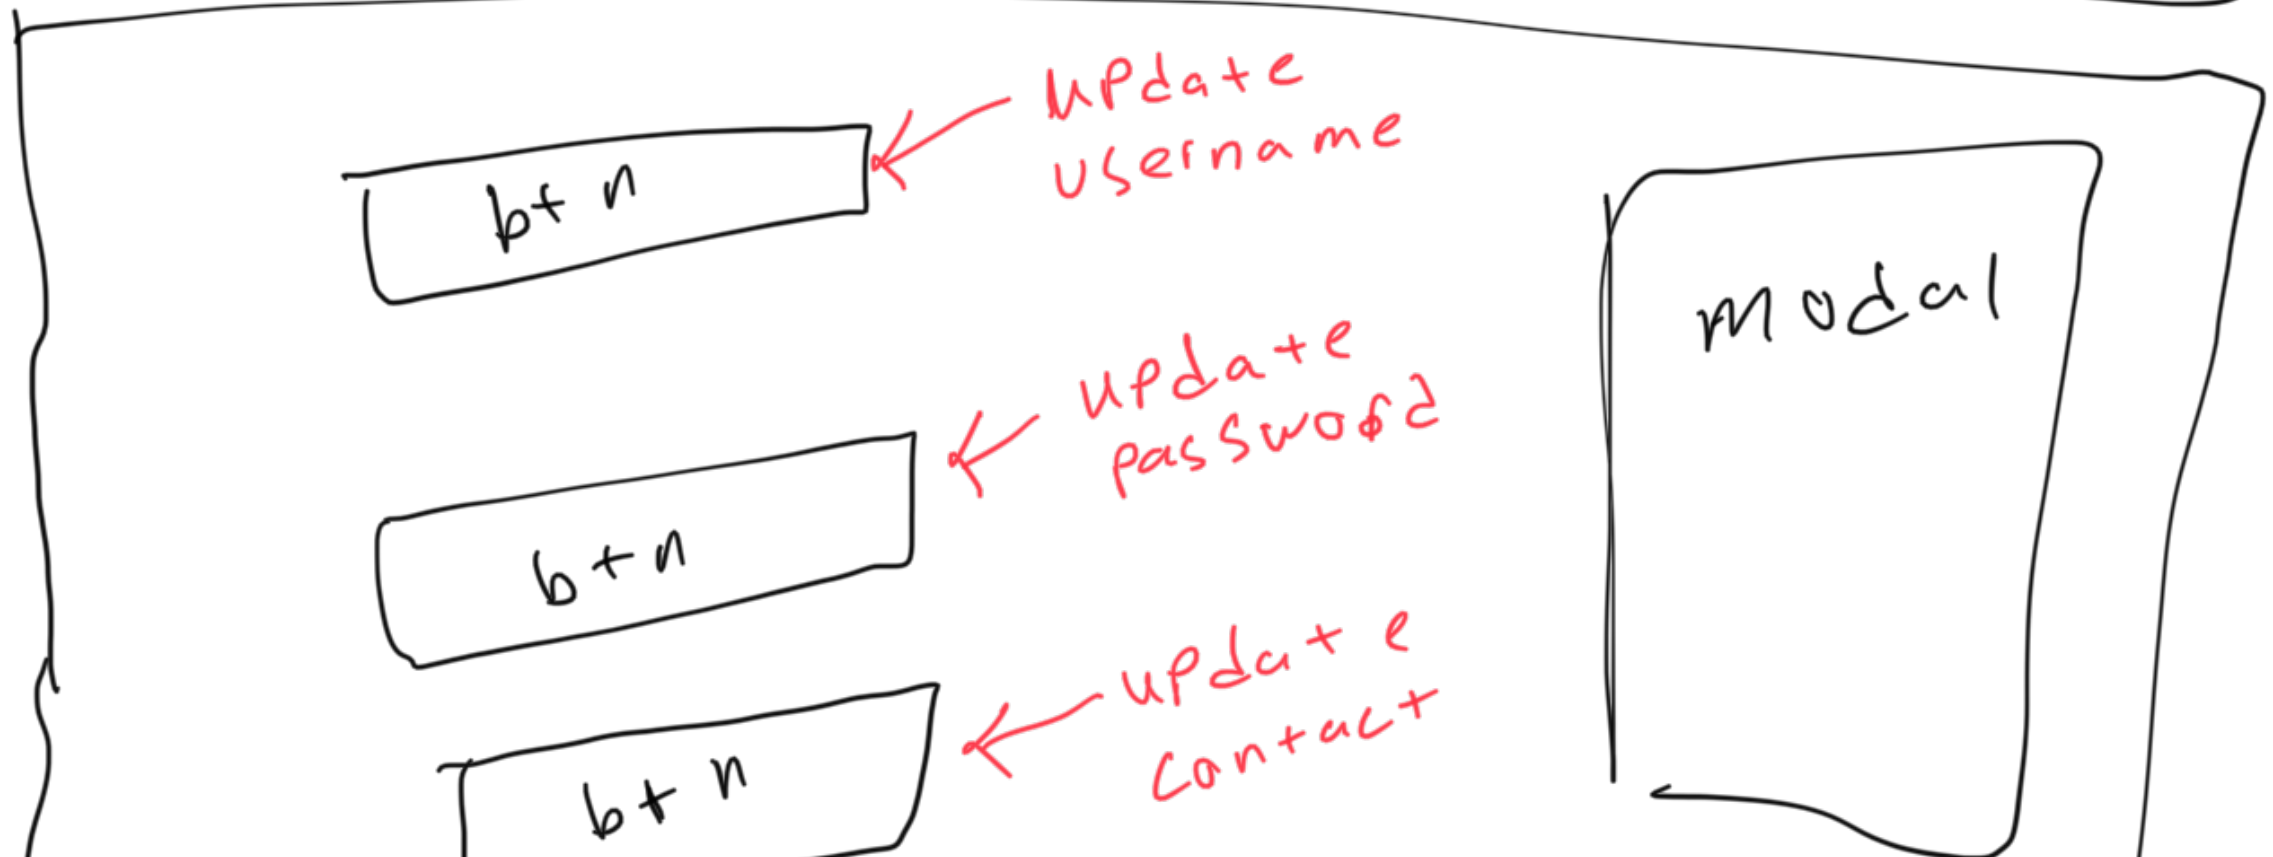 update
username
btn
modal
update
password
btn
update
contact
btn